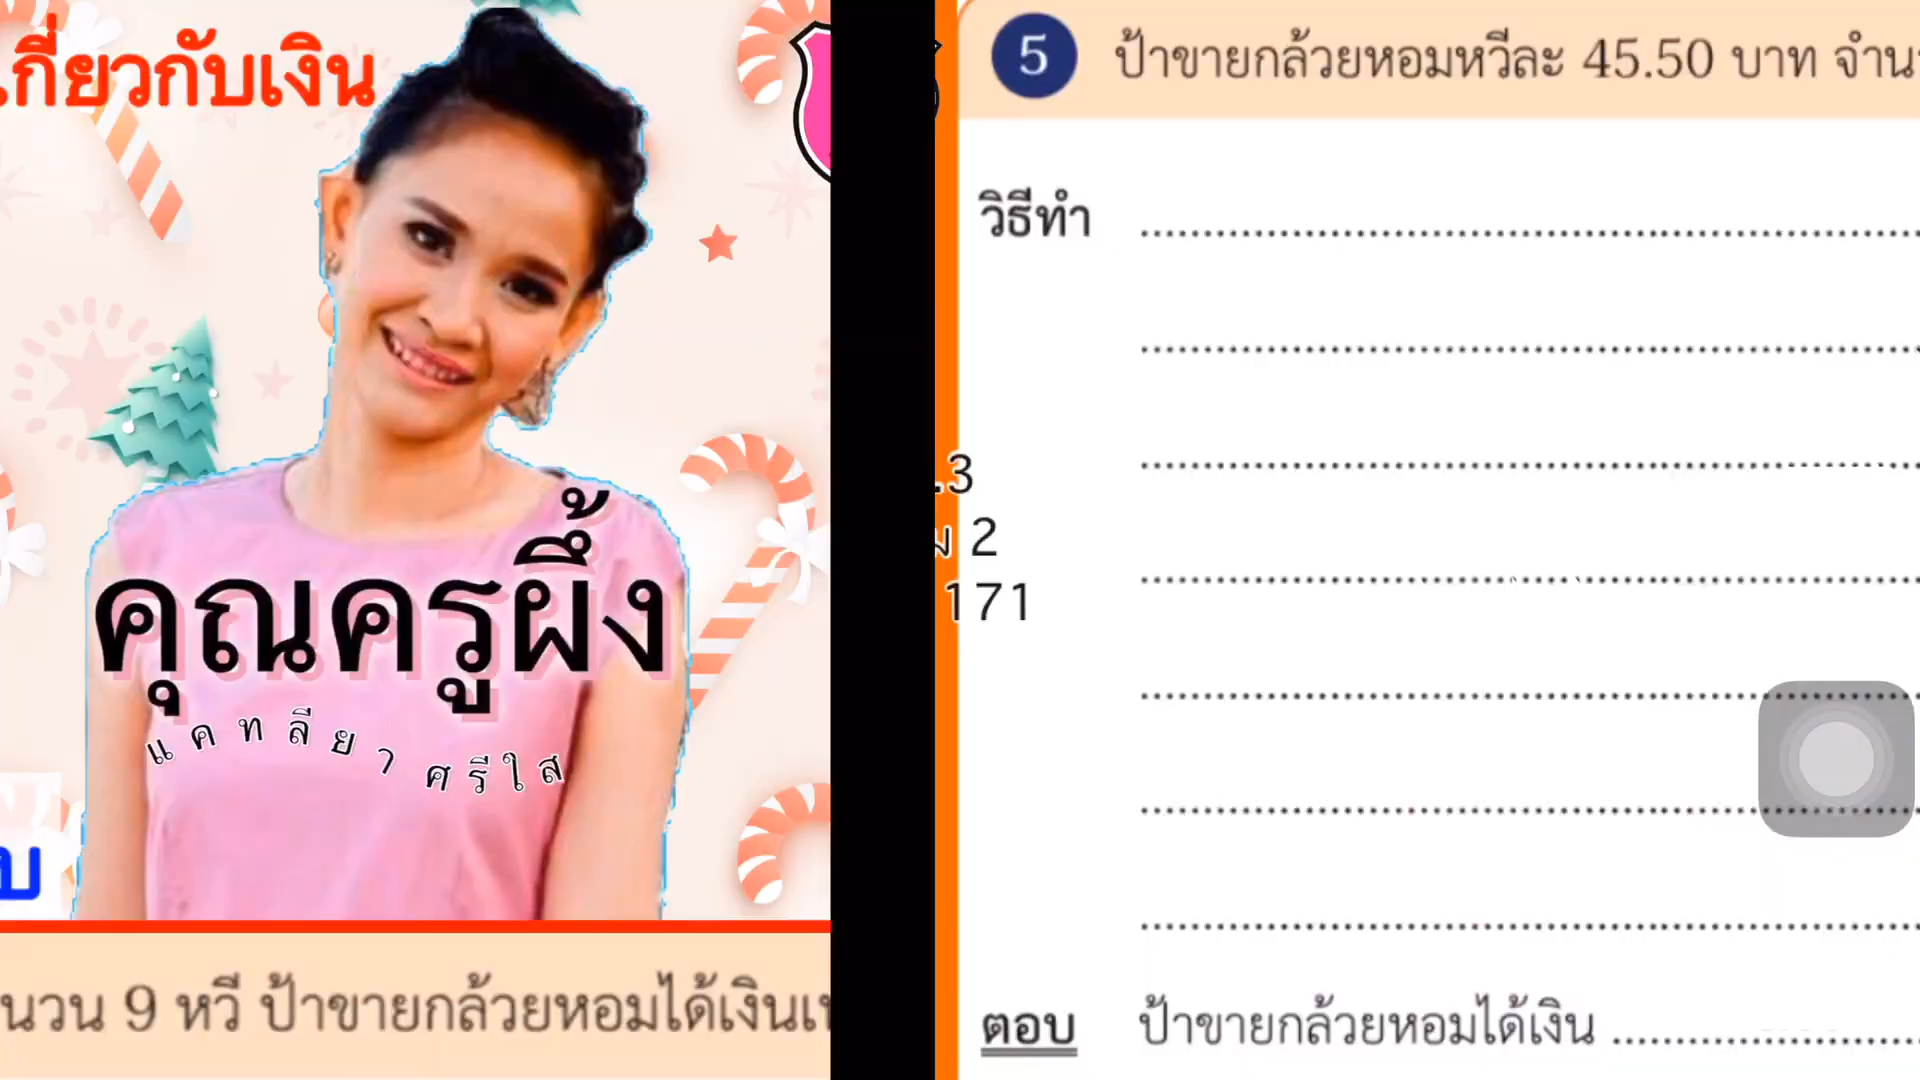 เกี่ยวกับเงิน
คุณครูผึ้ง
แคทลียา ศรีใส
บ
นวน 9 หวี ป้าขายกล้วยหอมได้เงิน
5 ป้าขายกล้วยหอมหวีละ 45.50 บาท
วิธีทำ
.3
2
171
ตอบ ป้าขายกล้วยหอมได้เงิน